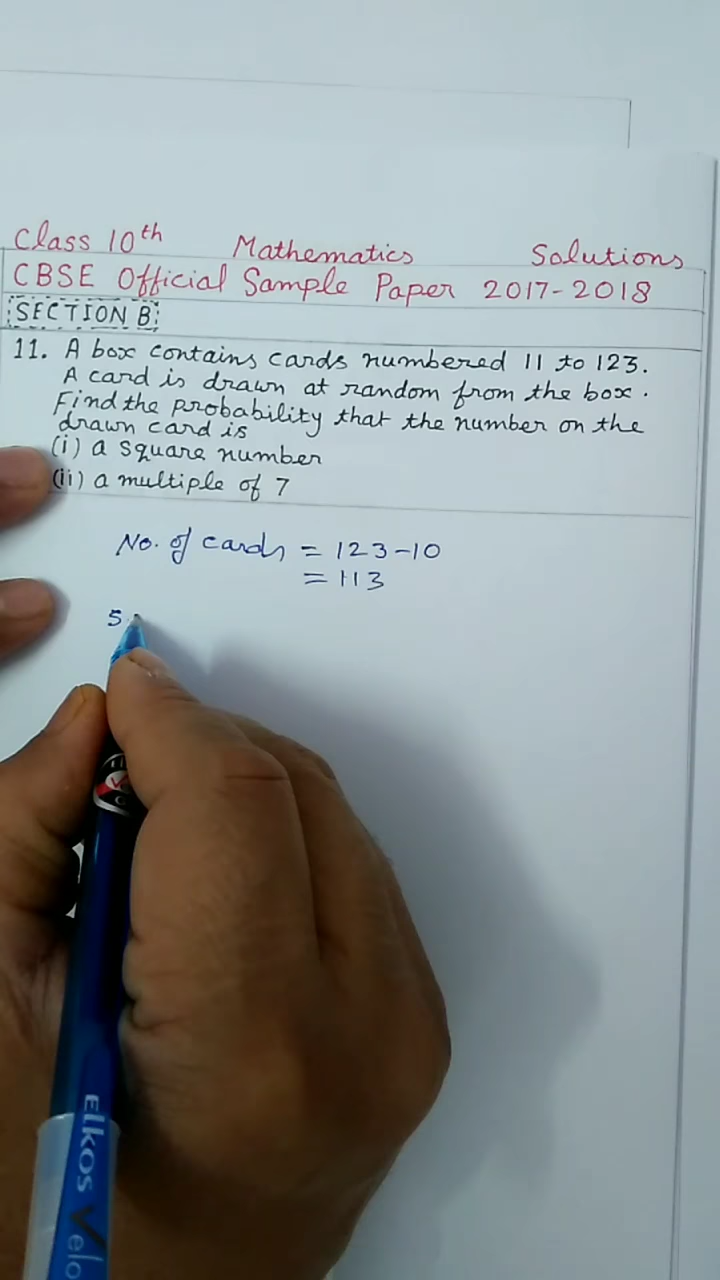 Class 10th Mathematics Solutions
CBSE Official Sample Paper 2017-2018
SECTION B
11. A box contains cards numbered 11 to 123.
A card is drawn at random from the box.
Find the probability that the number on the
drawn card is
(i) a square number
(ii) a multiple of 7
No. of cards = 123-10
= 113
Elkos Velo